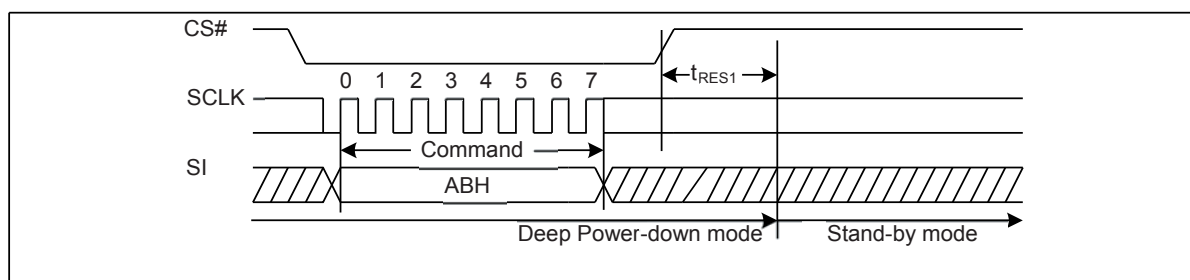 CS#
tRES1
0 1 2 3 4 5 6 7
SCLK
Command
SI
ABH
Deep Power-down mode Stand-by mode